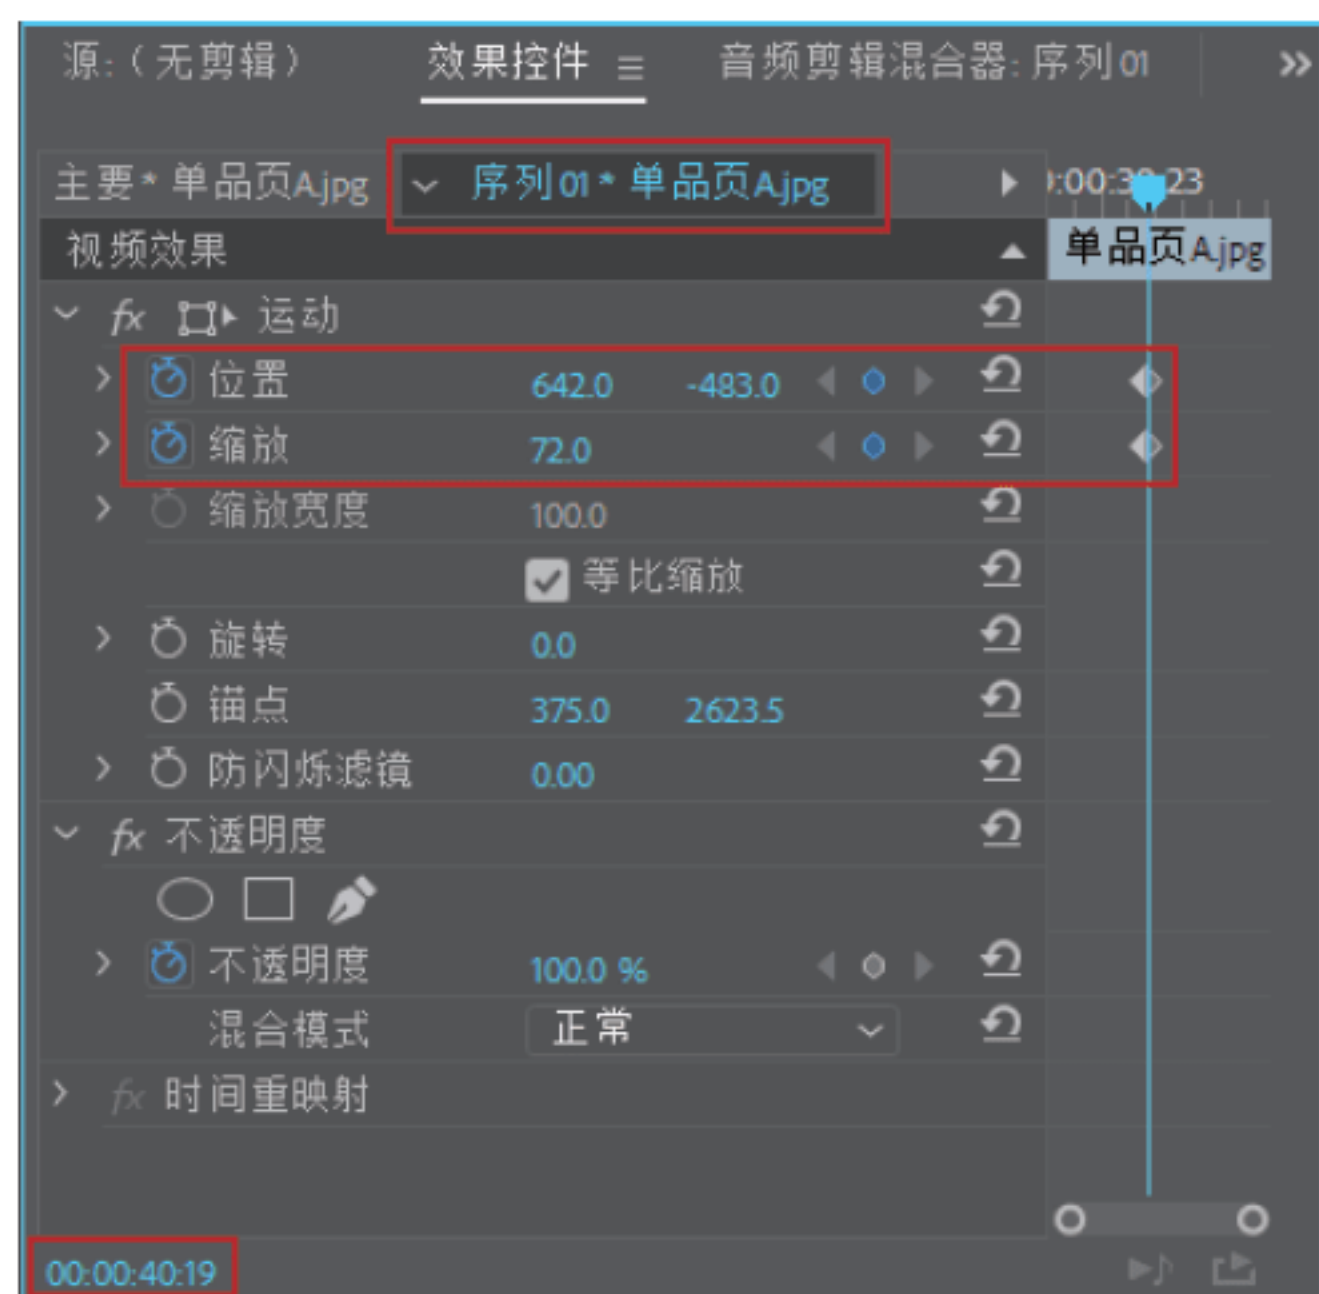 源:（无剪辑） 效果控件 ≡ 音频剪辑混合器: 序列 01 »
主要* 单品页A.jpg 序列 01 * 单品页A.jpg
视频效果 单品页A.jpg
fx 运动
位置 642.0 -483.0
缩放 72.0
缩放宽度 100.0
等比缩放
旋转 0.0
锚点 375.0 2623.5
防闪烁滤镜 0.00
fx 不透明度
不透明度 100.0 %
混合模式 正常
fx 时间重映射
00:00:40:19